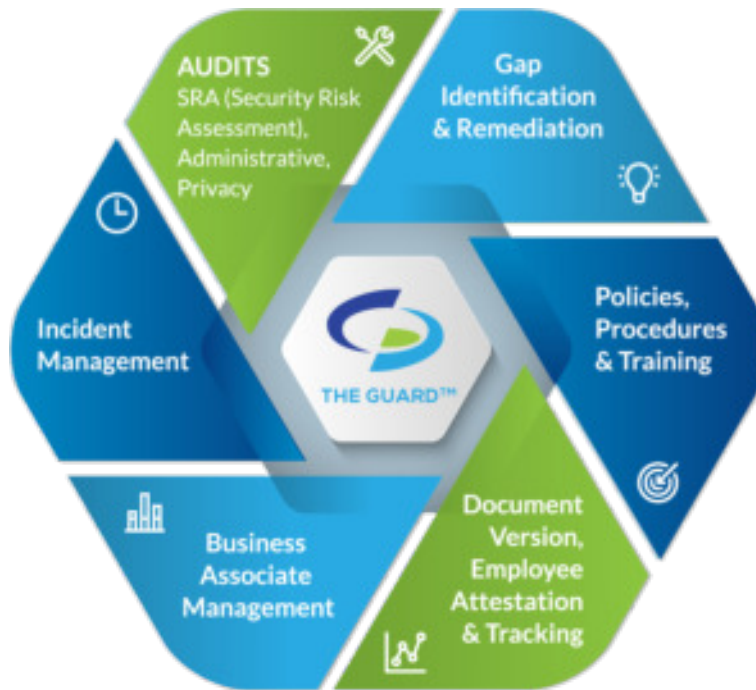 AUDITS
SRA (Security Risk
Assessment),
Administrative,
Privacy
Gap
Identification
& Remediation
Policies,
Procedures
& Training
Document
Version,
Employee
Attestation
& Tracking
Business
Associate
Management
Incident
Management
THE GUARD™